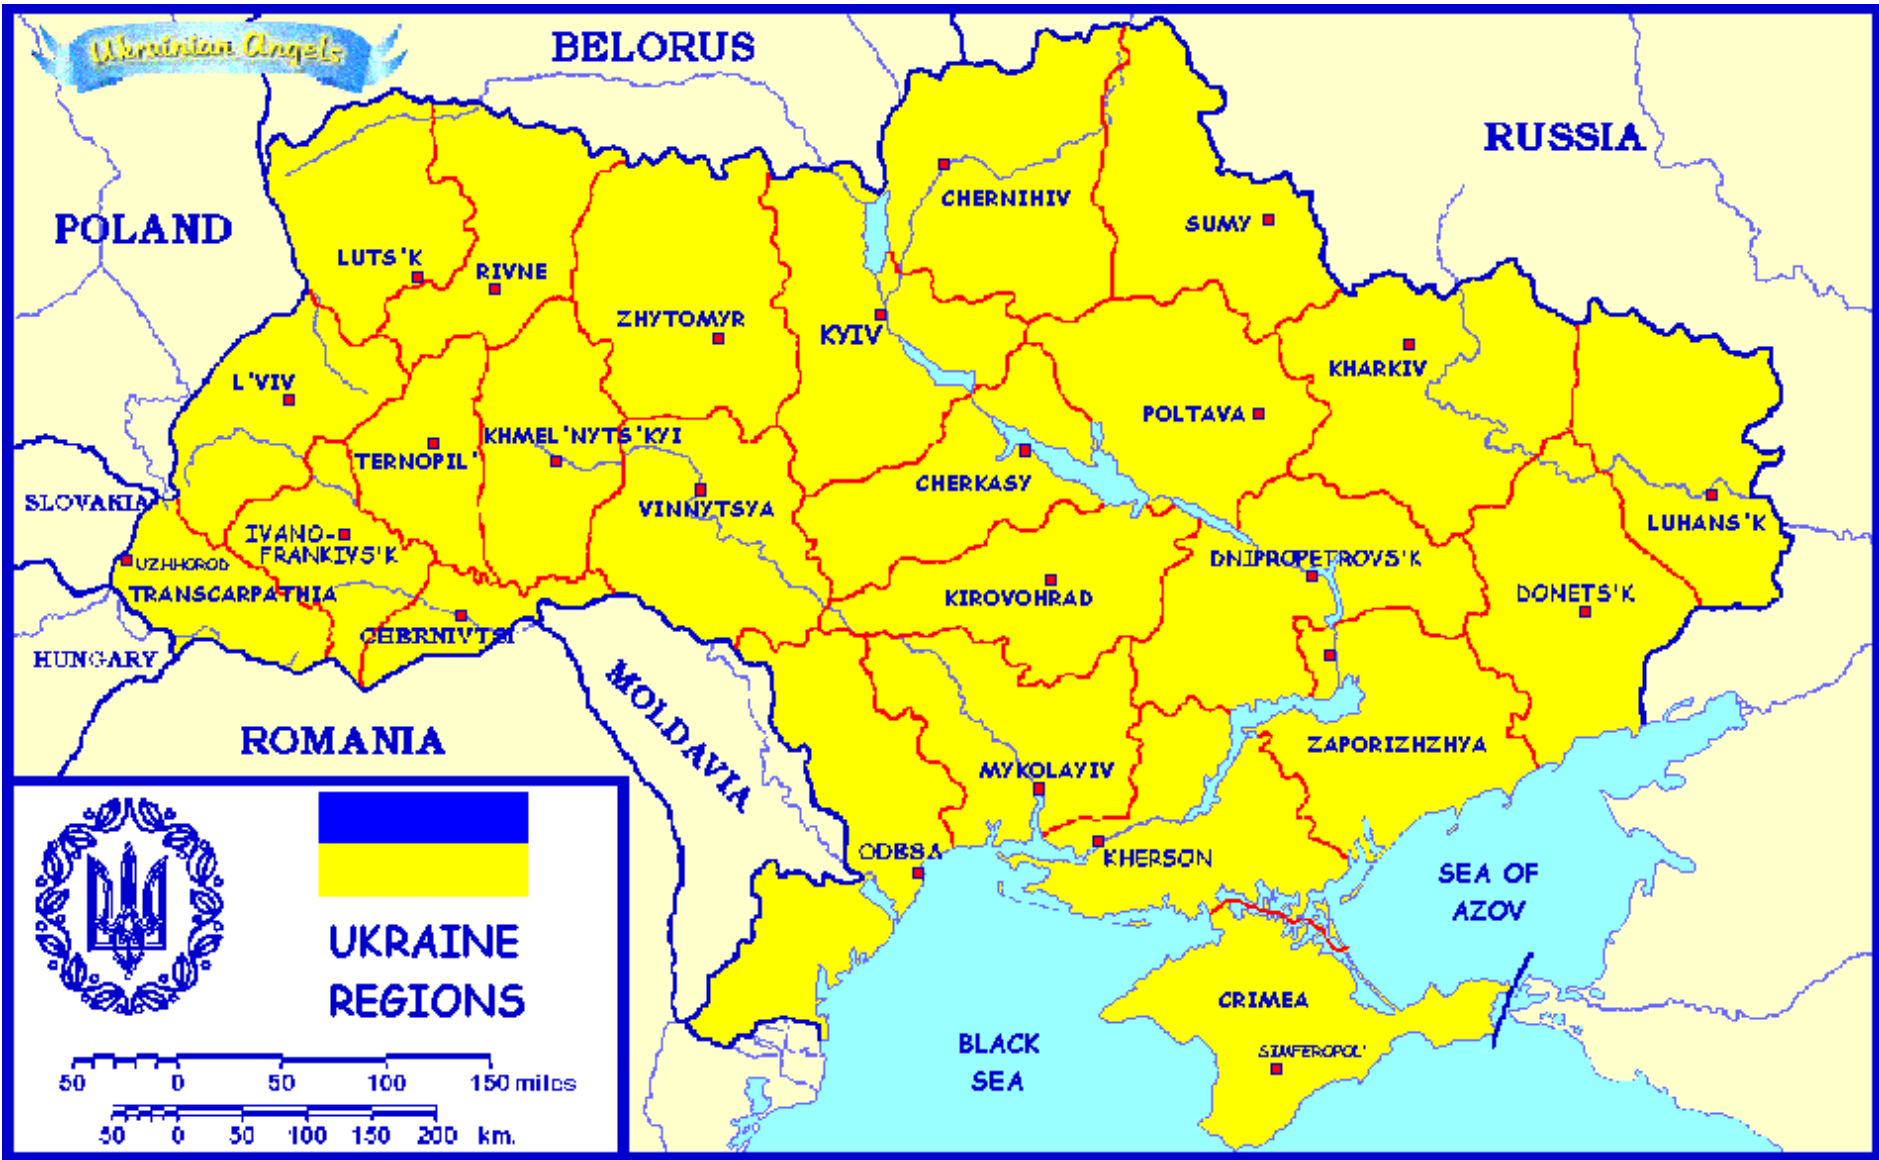 Ukrainian Angels
BELORUS
RUSSIA
POLAND
CHERNIHIV
SUMY
LUTS'K
RIVNE
ZHYTOMYR
KYIV
KHARKIV
L'VIV
POLTAVA
KHMEL'NYTS'KYI
TERNOPIL'
CHERKASY
SLOVAKIA
VINNYTSYA
LUHANS'K
IVANO-
FRANKIVS'K
UZHHOROD
DNIPROPETROVS'K
TRANSCARPATHIA
KIROVOHRAD
DONETS'K
CHERNIVTSI
HUNGARY
MOLDAVIA
ROMANIA
ZAPORIZHZHYA
MYKOLAYIV
ODESA
KHERSON
SEA OF
AZOV
CRIMEA
BLACK
SEA
SIMFEROPOL'
UKRAINE
REGIONS
50 0 50 100 150 miles
50 0 50 100 150 200 km.